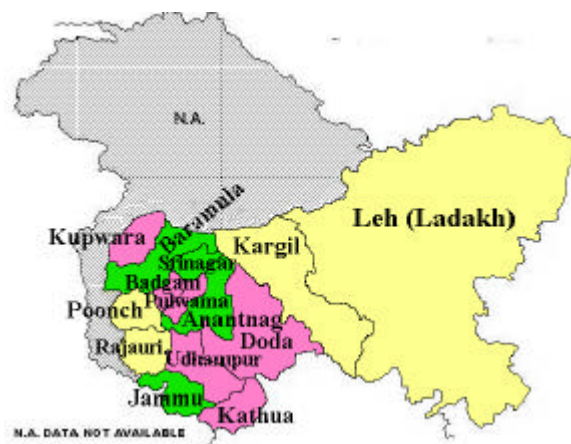 N.A.
Baramula
Leh (Ladakh)
Kupwara
Kargil
Srinagar
Badgam
Pulwama
Poonch
Anantnag
Doda
Rajauri
Udhampur
Jammu
Kathua
N.A. DATA NOT AVAILABLE